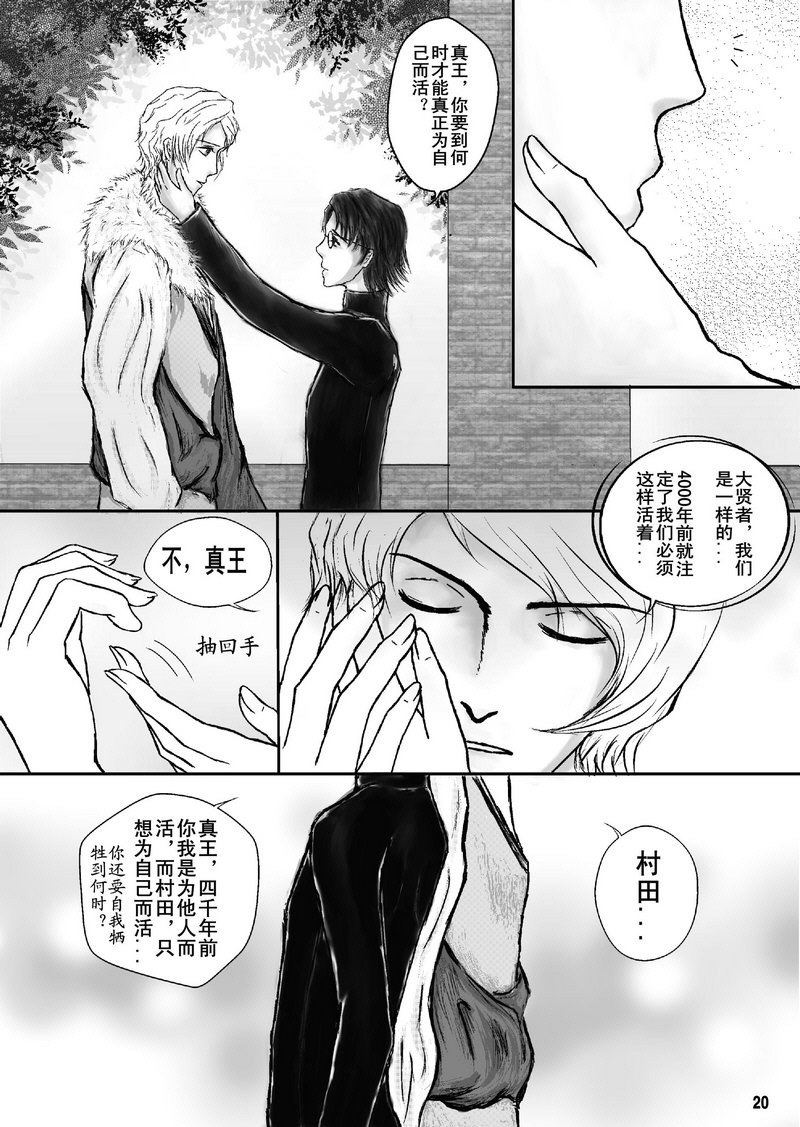 真王，你要到何
时才能真正为自
己而活？
大贤者，我们
是一样的...
4000年前就注
定了我们必须
这样活着...
不，真王
抽回手
村田...
真王，四千年前
你我是为他人而
活，而村田，只
想为自己而活....
你还要自我牺
牲到何时？
20